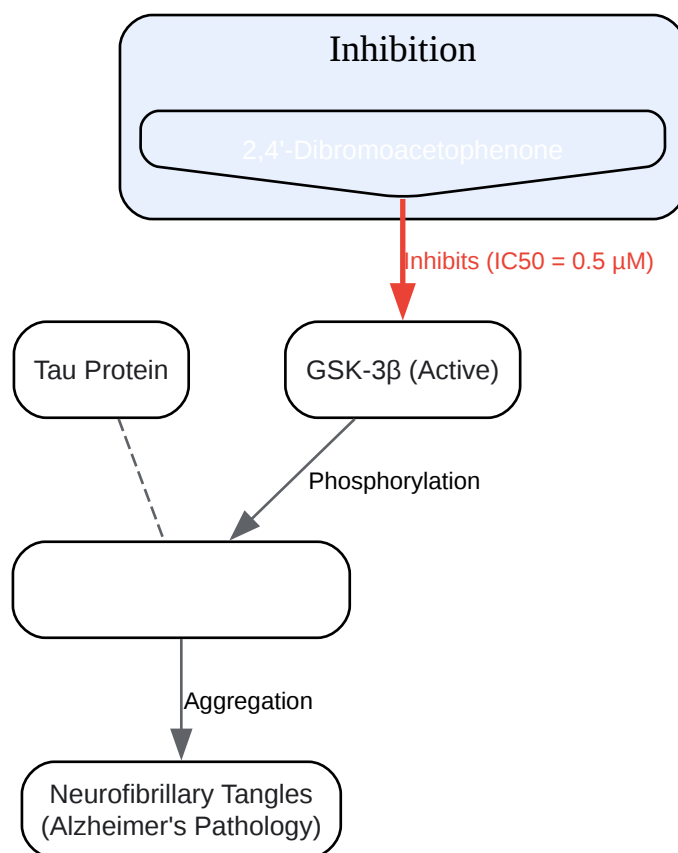 Inhibition
2,4'-Dibromoacetophenone
Inhibits (IC50 = 0.5 µM)
Tau Protein
GSK-3β (Active)
Phosphorylation
Aggregation
Neurofibrillary Tangles
(Alzheimer's Pathology)